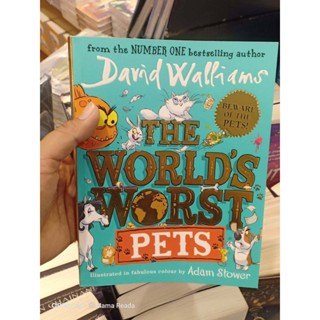 from the NUMBER ONE bestselling author
David Walliams
BEWARE
OF THE
PETS!
THE
WORLD'S
WORST
PETS
illustrated in fabulous colour by Adam Stower